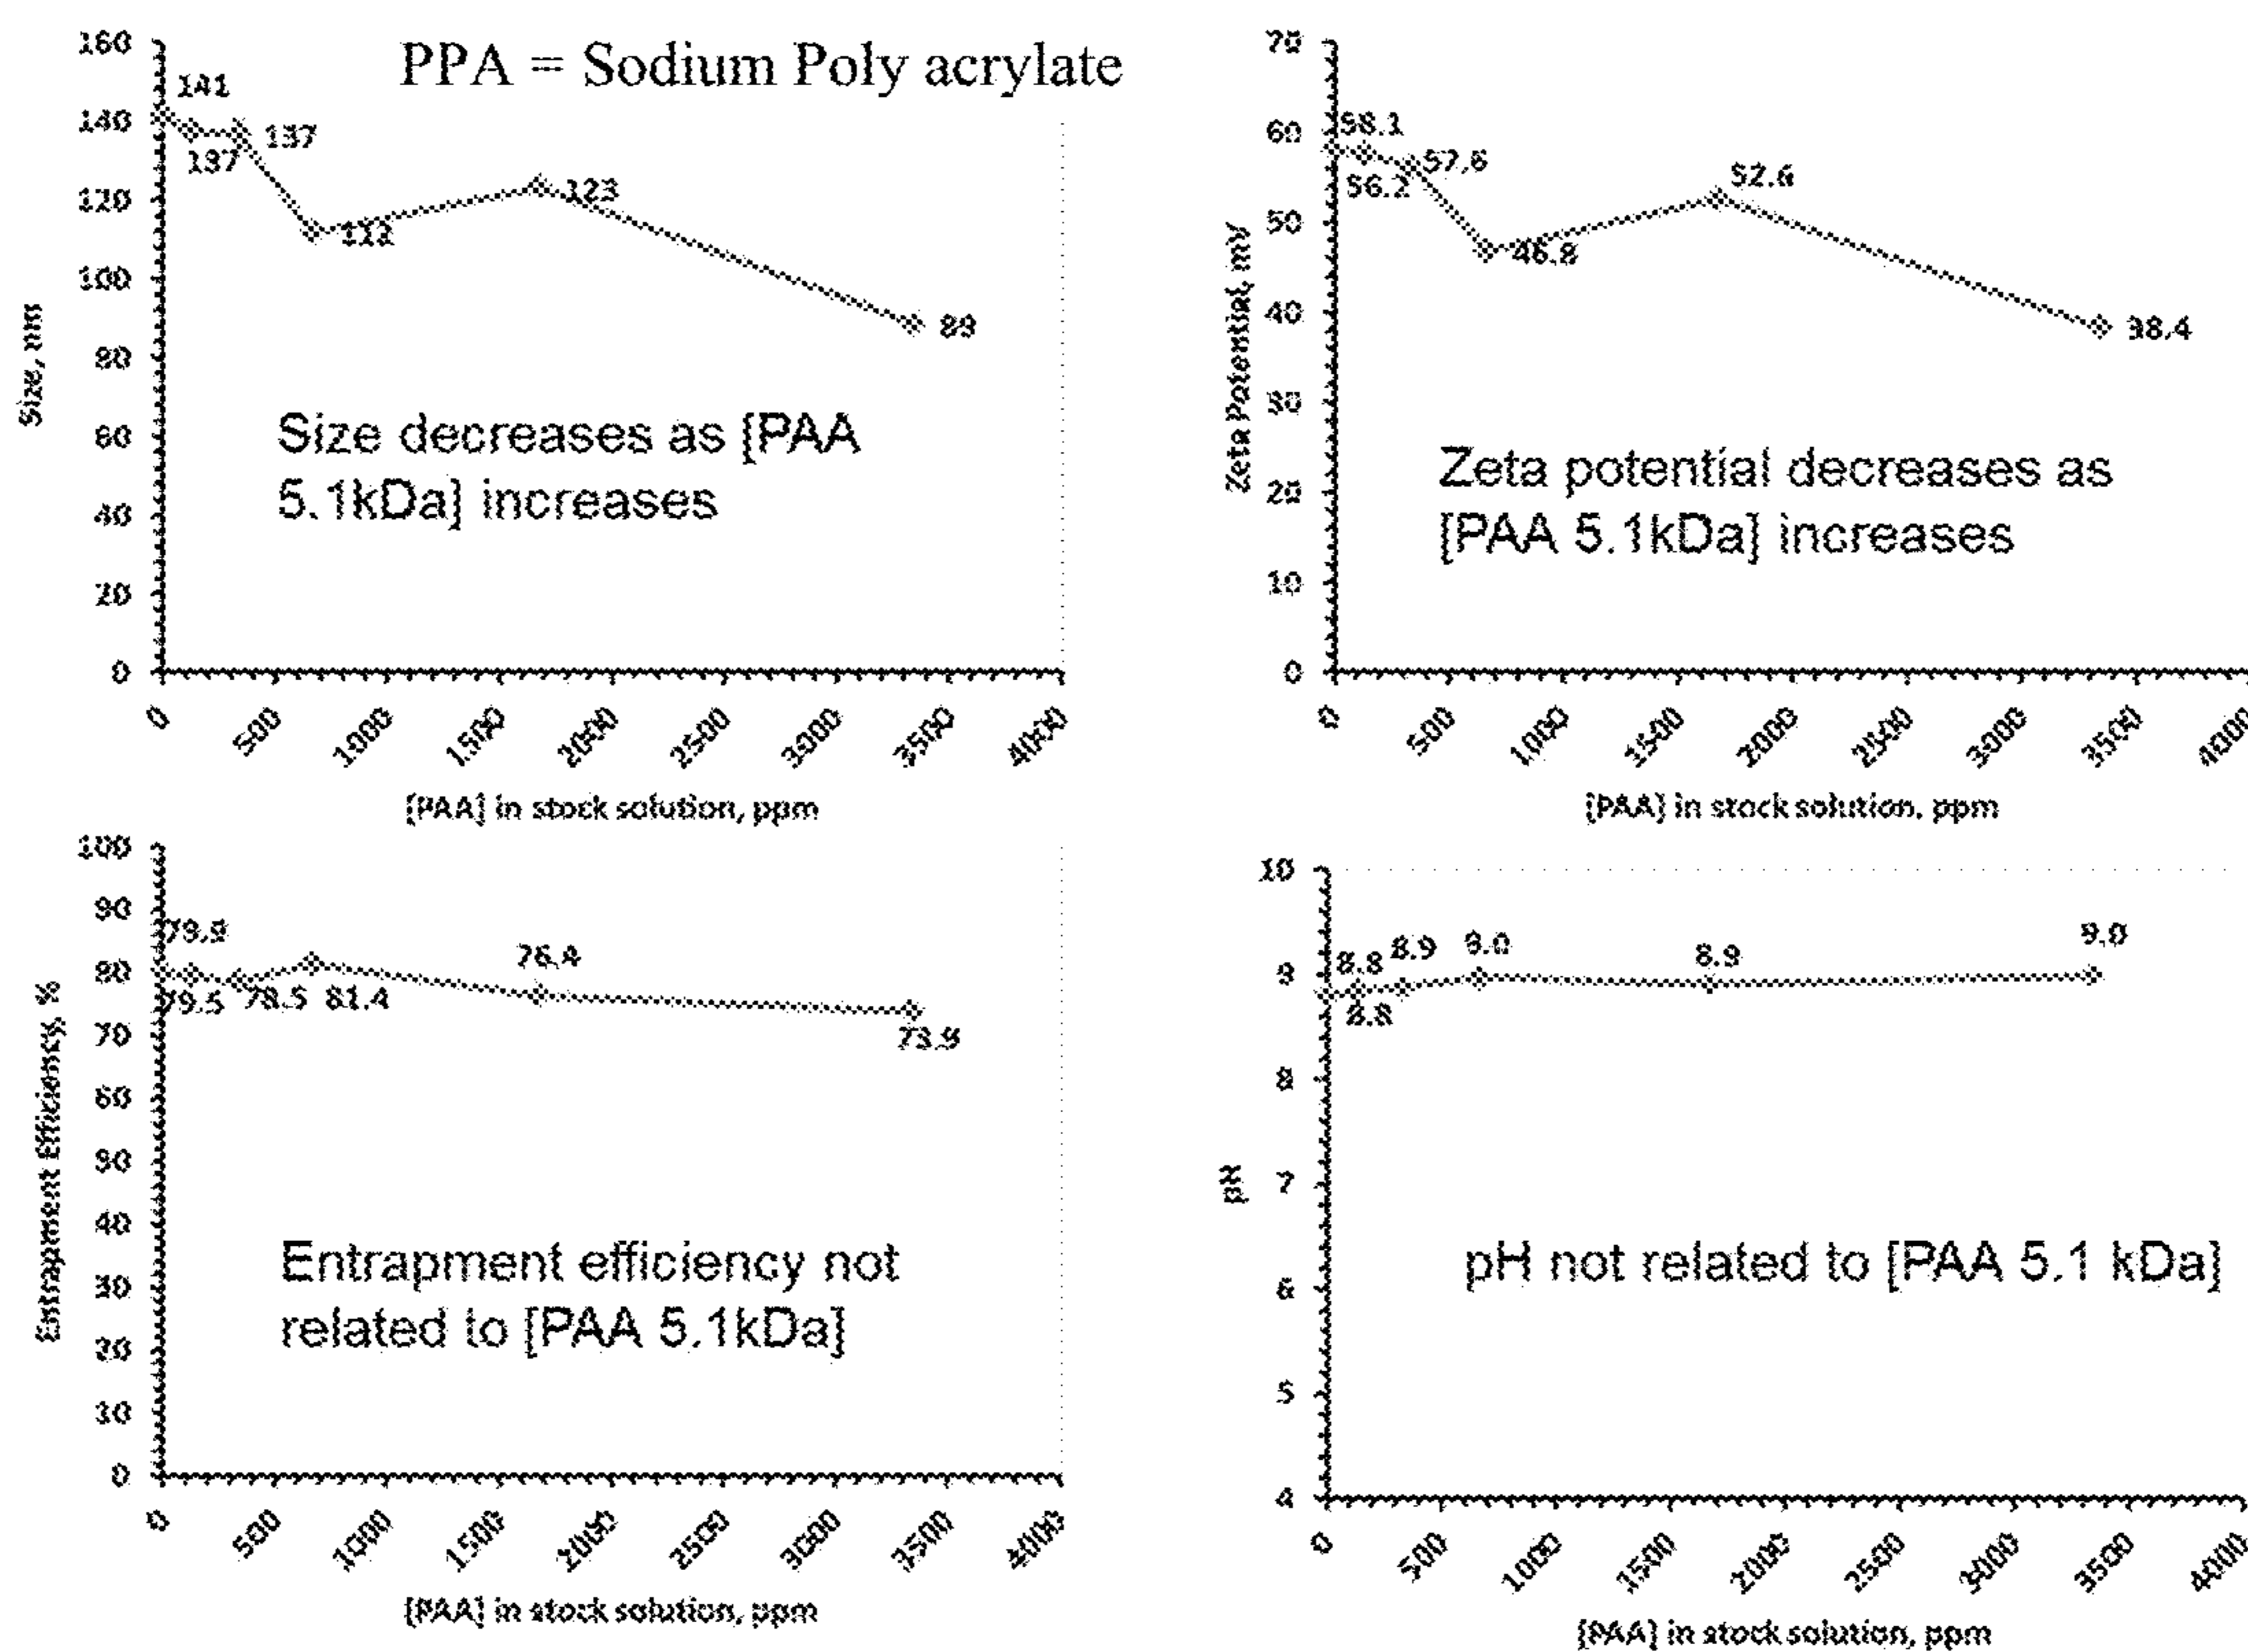 PPA = Sodium Poly acrylate
160
140
120
100
80
60
40
20
0
141
137
137
112
123
89
Size, nm
Size decreases as [PAA
5.1kDa] increases
0 500 1000 1500 2000 2500 3000 3500 4000
[PAA] in stock solution, ppm
70
60
50
40
30
20
10
0
58.1
57.6
56.2
46.8
52.6
38.4
Zeta Potential, mV
Zeta potential decreases as
[PAA 5.1kDa] increases
0 500 1000 1500 2000 2500 3000 3500 4000
[PAA] in stock solution, ppm
100
90
80
70
60
50
40
30
20
10
0
79.9
79.5
78.5
81.4
76.4
73.9
Entrapment Efficiency, %
Entrapment efficiency not
related to [PAA 5.1kDa]
0 500 1000 1500 2000 2500 3000 3500 4000
[PAA] in stock solution, ppm
10
9
8
7
6
5
4
8.8
8.8
8.9
9.0
8.9
9.0
pH
pH not related to [PAA 5.1 kDa]
0 500 1000 1500 2000 2500 3000 3500 4000
[PAA] in stock solution, ppm